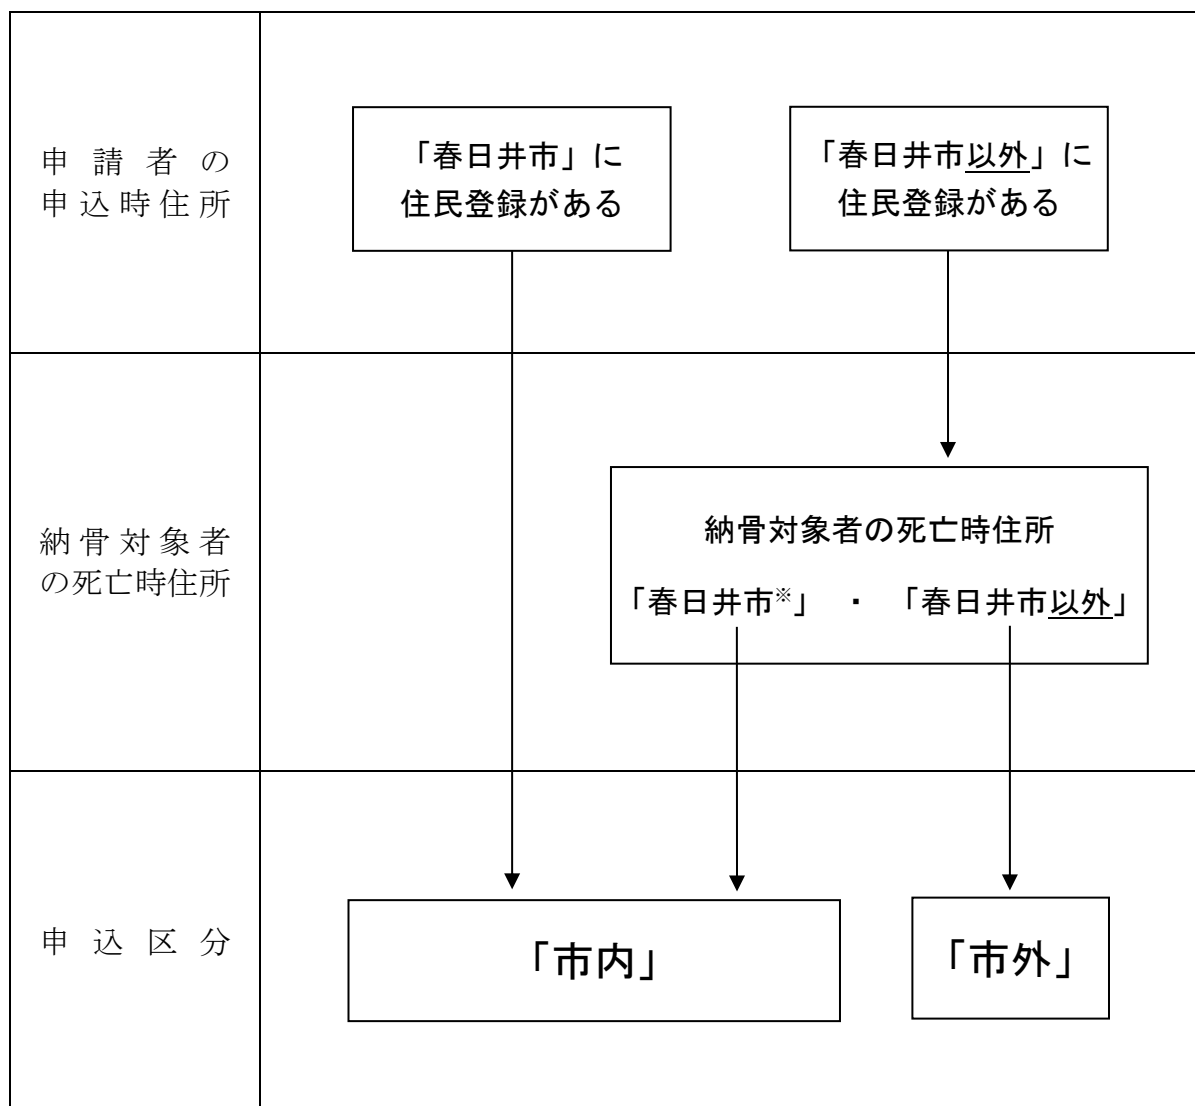 申請者の
申込時住所
「春日井市」に
住民登録がある
「春日井市以外」に
住民登録がある
納骨対象者
の死亡時住所
納骨対象者の死亡時住所
「春日井市※」 ・ 「春日井市以外」
申込区分
「市内」
「市外」